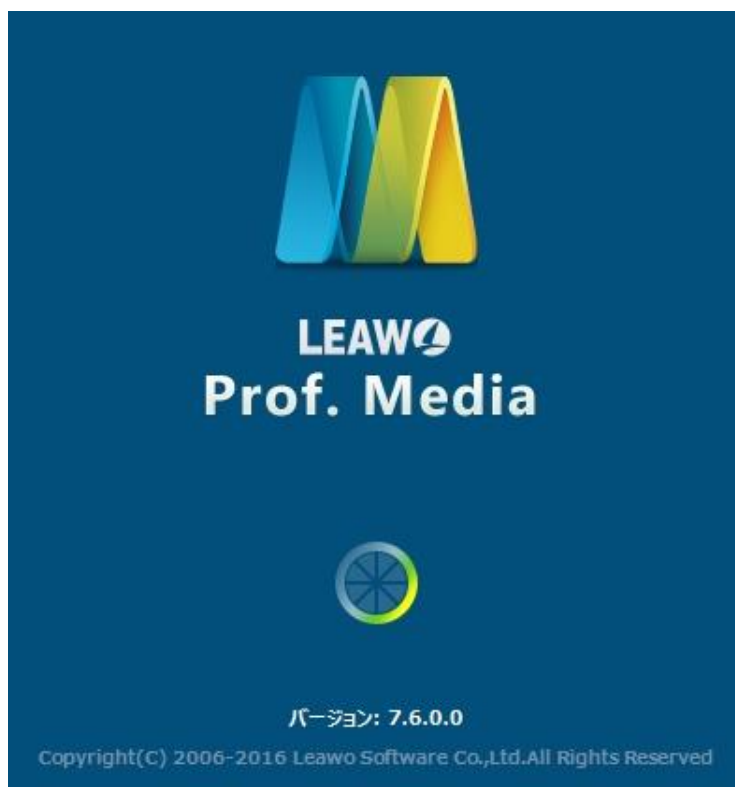 LEAWO
Prof. Media
バージョン: 7.6.0.0
Copyright(C) 2006-2016 Leawo Software Co.,Ltd.All Rights Reserved